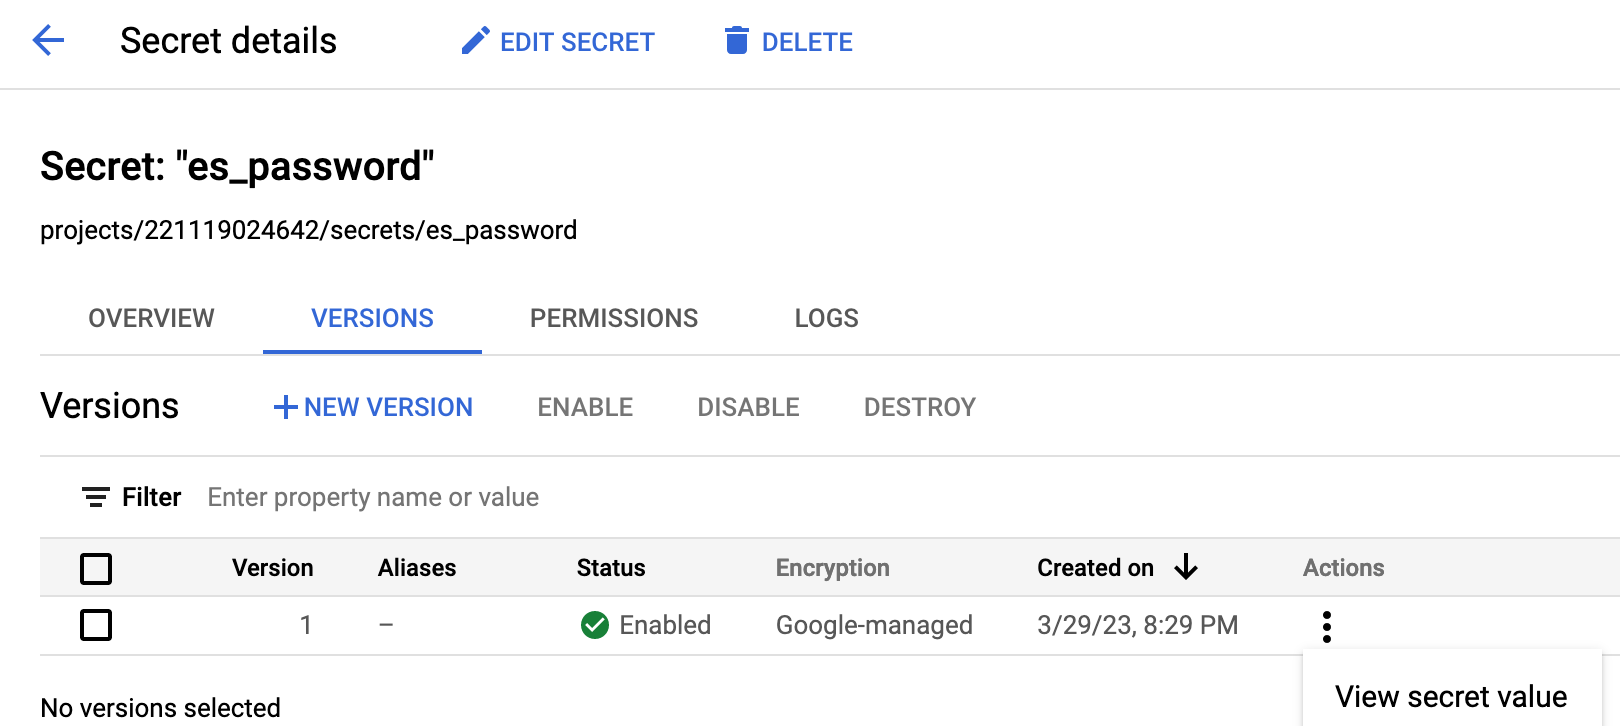 Secret details EDIT SECRET DELETE
Secret: "es_password"
projects/221119024642/secrets/es_password
OVERVIEW VERSIONS PERMISSIONS LOGS
Versions + NEW VERSION ENABLE DISABLE DESTROY
Filter Enter property name or value
Version Aliases Status Encryption Created on Actions
1 – Enabled Google-managed 3/29/23, 8:29 PM
View secret value
No versions selected